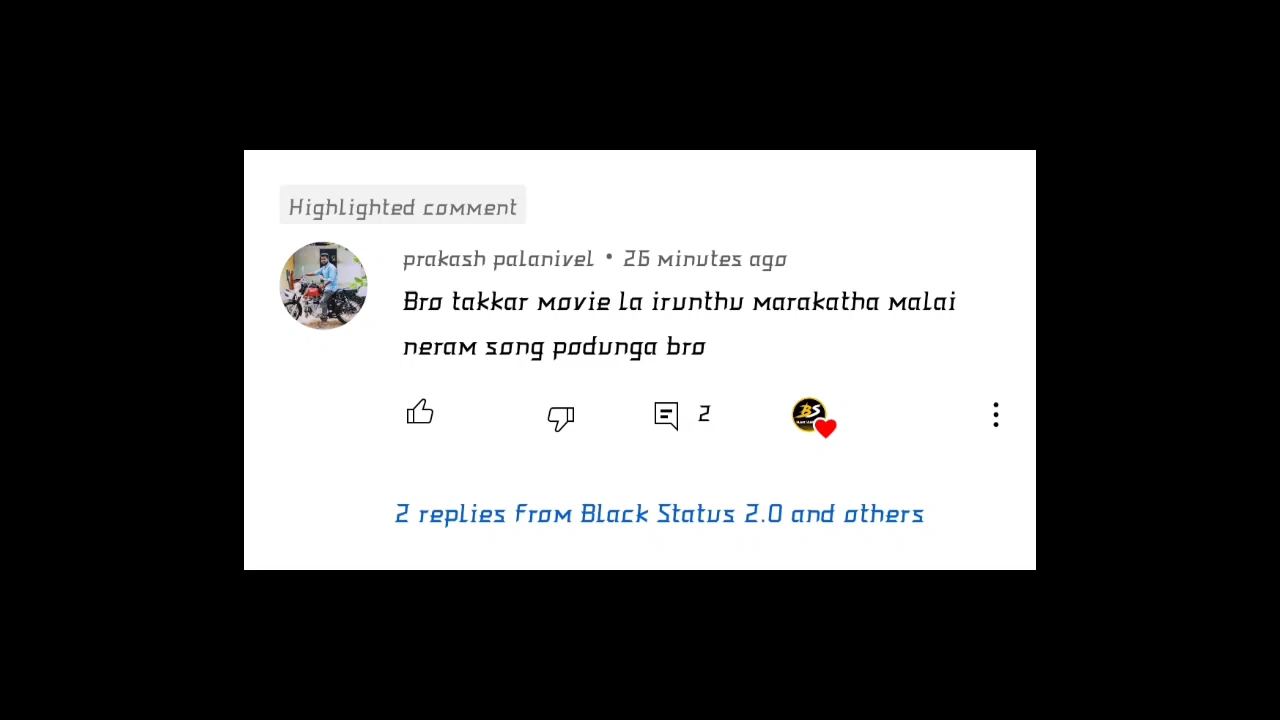 Highlighted comment
prakash palanivel • 26 minutes ago
Bro takkar movie la irunthu marakatha malai
neram song podunga bro
2
BS
2 replies from Black Status 2.0 and others